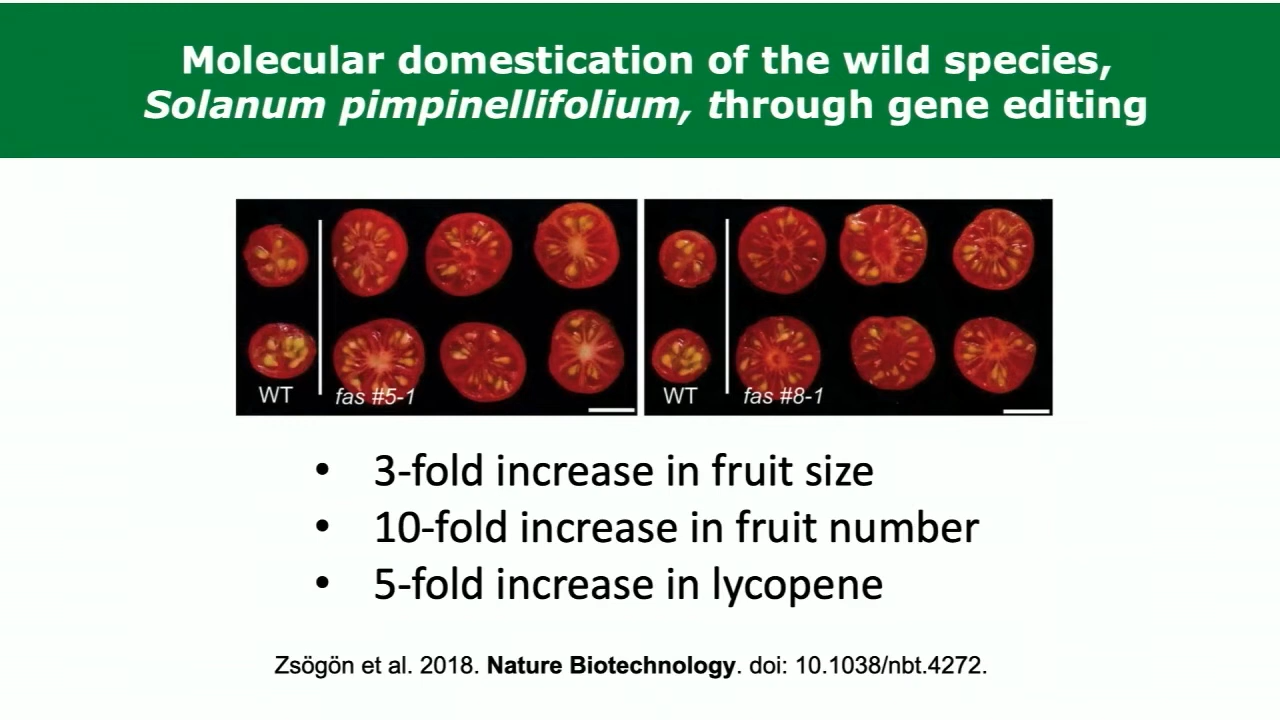 Molecular domestication of the wild species,
Solanum pimpinellifolium, through gene editing
WT
fas #5-1
WT
fas #8-1
• 3-fold increase in fruit size
• 10-fold increase in fruit number
• 5-fold increase in lycopene
Zsögön et al. 2018. Nature Biotechnology. doi: 10.1038/nbt.4272.